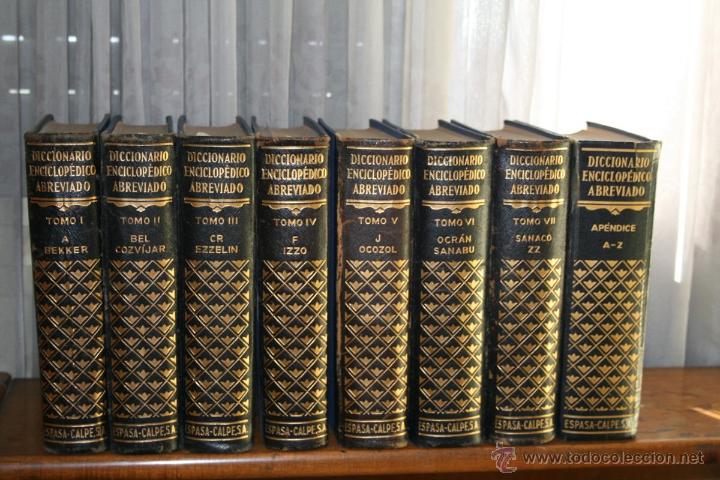 DICCIONARIO
ENCICLOPÉDICO
ABREVIADO
TOMO I
A
BEKKER
ESPASA-CALPE, S.A.
DICCIONARIO
ENCICLOPÉDICO
ABREVIADO
TOMO II
BEL
COZVÍJAR
ESPASA-CALPE, S.A.
DICCIONARIO
ENCICLOPÉDICO
ABREVIADO
TOMO III
CR
EZZELIN
ESPASA-CALPE, S.A.
DICCIONARIO
ENCICLOPÉDICO
ABREVIADO
TOMO IV
F
IZZO
ESPASA-CALPE, S.A.
DICCIONARIO
ENCICLOPÉDICO
ABREVIADO
TOMO V
J
OCOZOL
ESPASA-CALPE, S.A.
DICCIONARIO
ENCICLOPÉDICO
ABREVIADO
TOMO VI
OCRÁN
SANABU
ESPASA-CALPE, S.A.
DICCIONARIO
ENCICLOPÉDICO
ABREVIADO
TOMO VII
SANACO
ZZ
ESPASA-CALPE, S.A.
DICCIONARIO
ENCICLOPÉDICO
ABREVIADO
APÉNDICE
A-Z
ESPASA-CALPE, S.A.
© www.todocoleccion.net